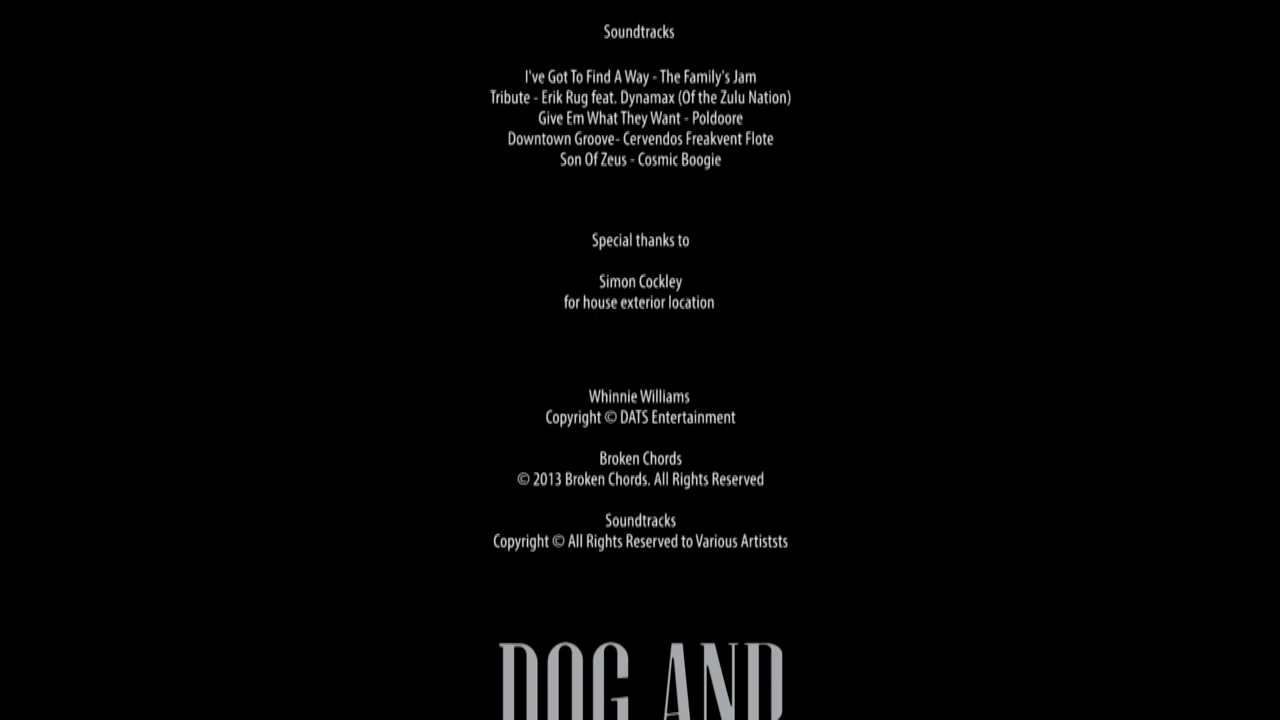 Soundtracks
I've Got To Find A Way - The Family's Jam
Tribute - Erik Rug feat. Dynamax (Of the Zulu Nation)
Give Em What They Want - Poldoore
Downtown Groove- Cervendos Freakvent Flote
Son Of Zeus - Cosmic Boogie
Special thanks to
Simon Cockley
for house exterior location
Whinnie Williams
Copyright © DATS Entertainment
Broken Chords
© 2013 Broken Chords. All Rights Reserved
Soundtracks
Copyright © All Rights Reserved to Various Artiststs
DOG AND